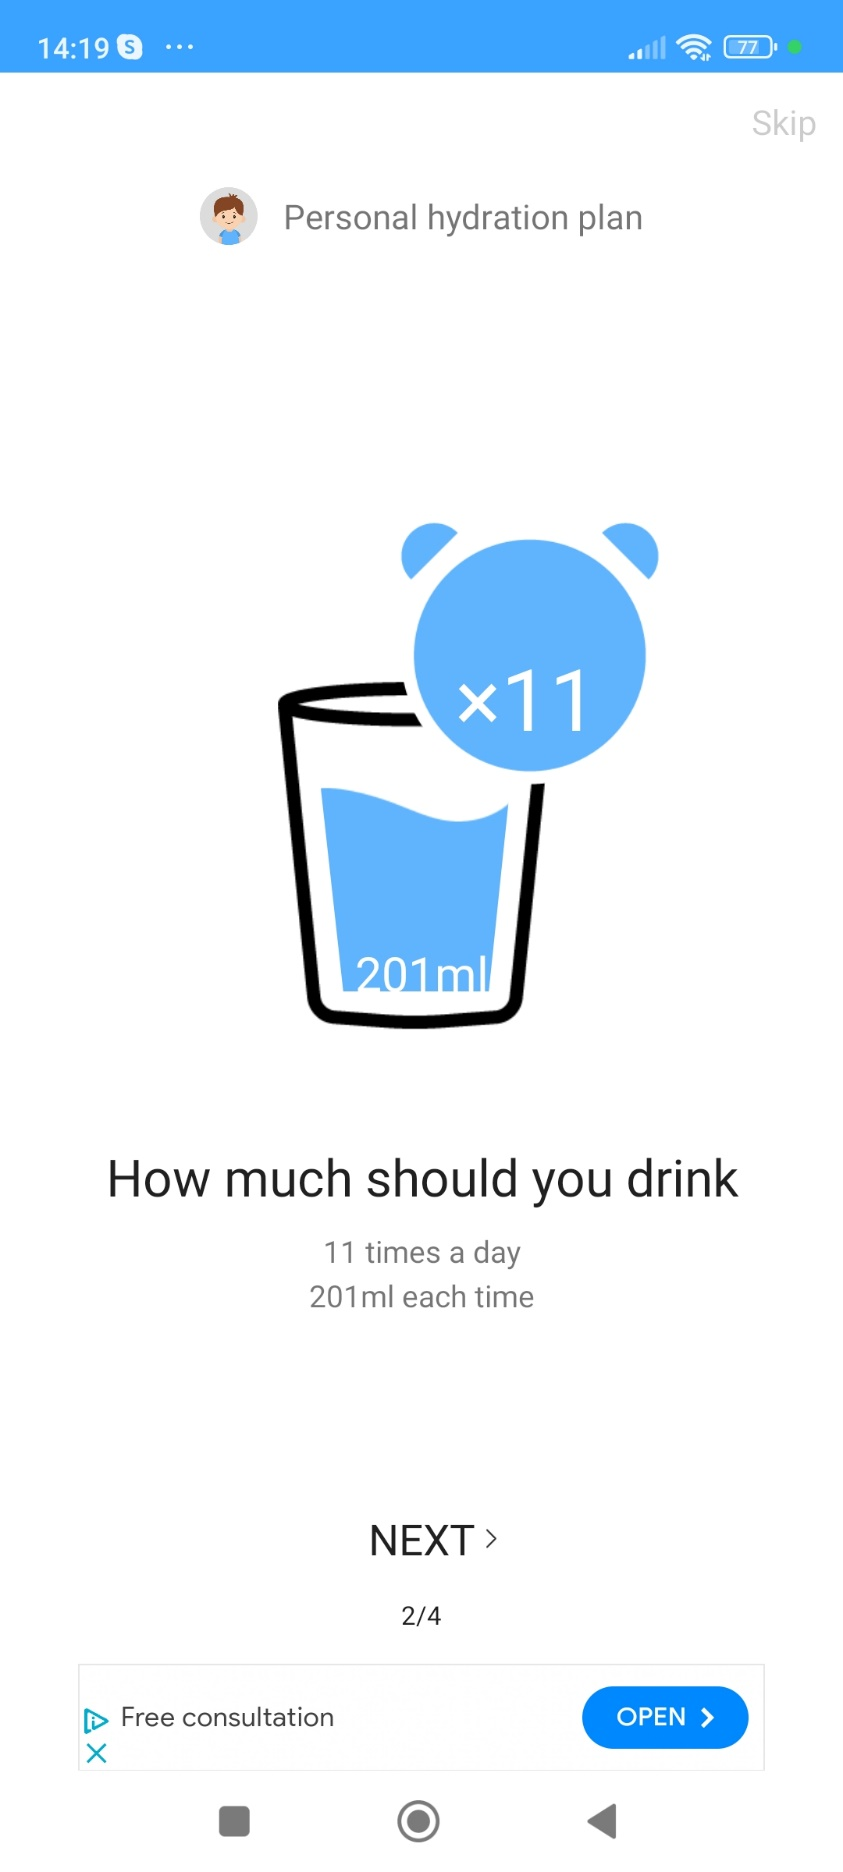 14:19 S ...
77
Skip
Personal hydration plan
×11
201ml
How much should you drink
11 times a day
201ml each time
NEXT >
2/4
Free consultation
OPEN >